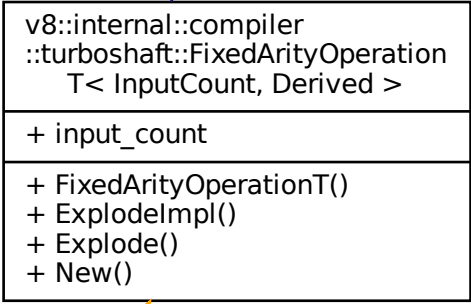 v8::internal::compiler
::turboshaft::FixedArityOperation
T< InputCount, Derived >
+ input_count
+ FixedArityOperationT()
+ ExplodeImpl()
+ Explode()
+ New()